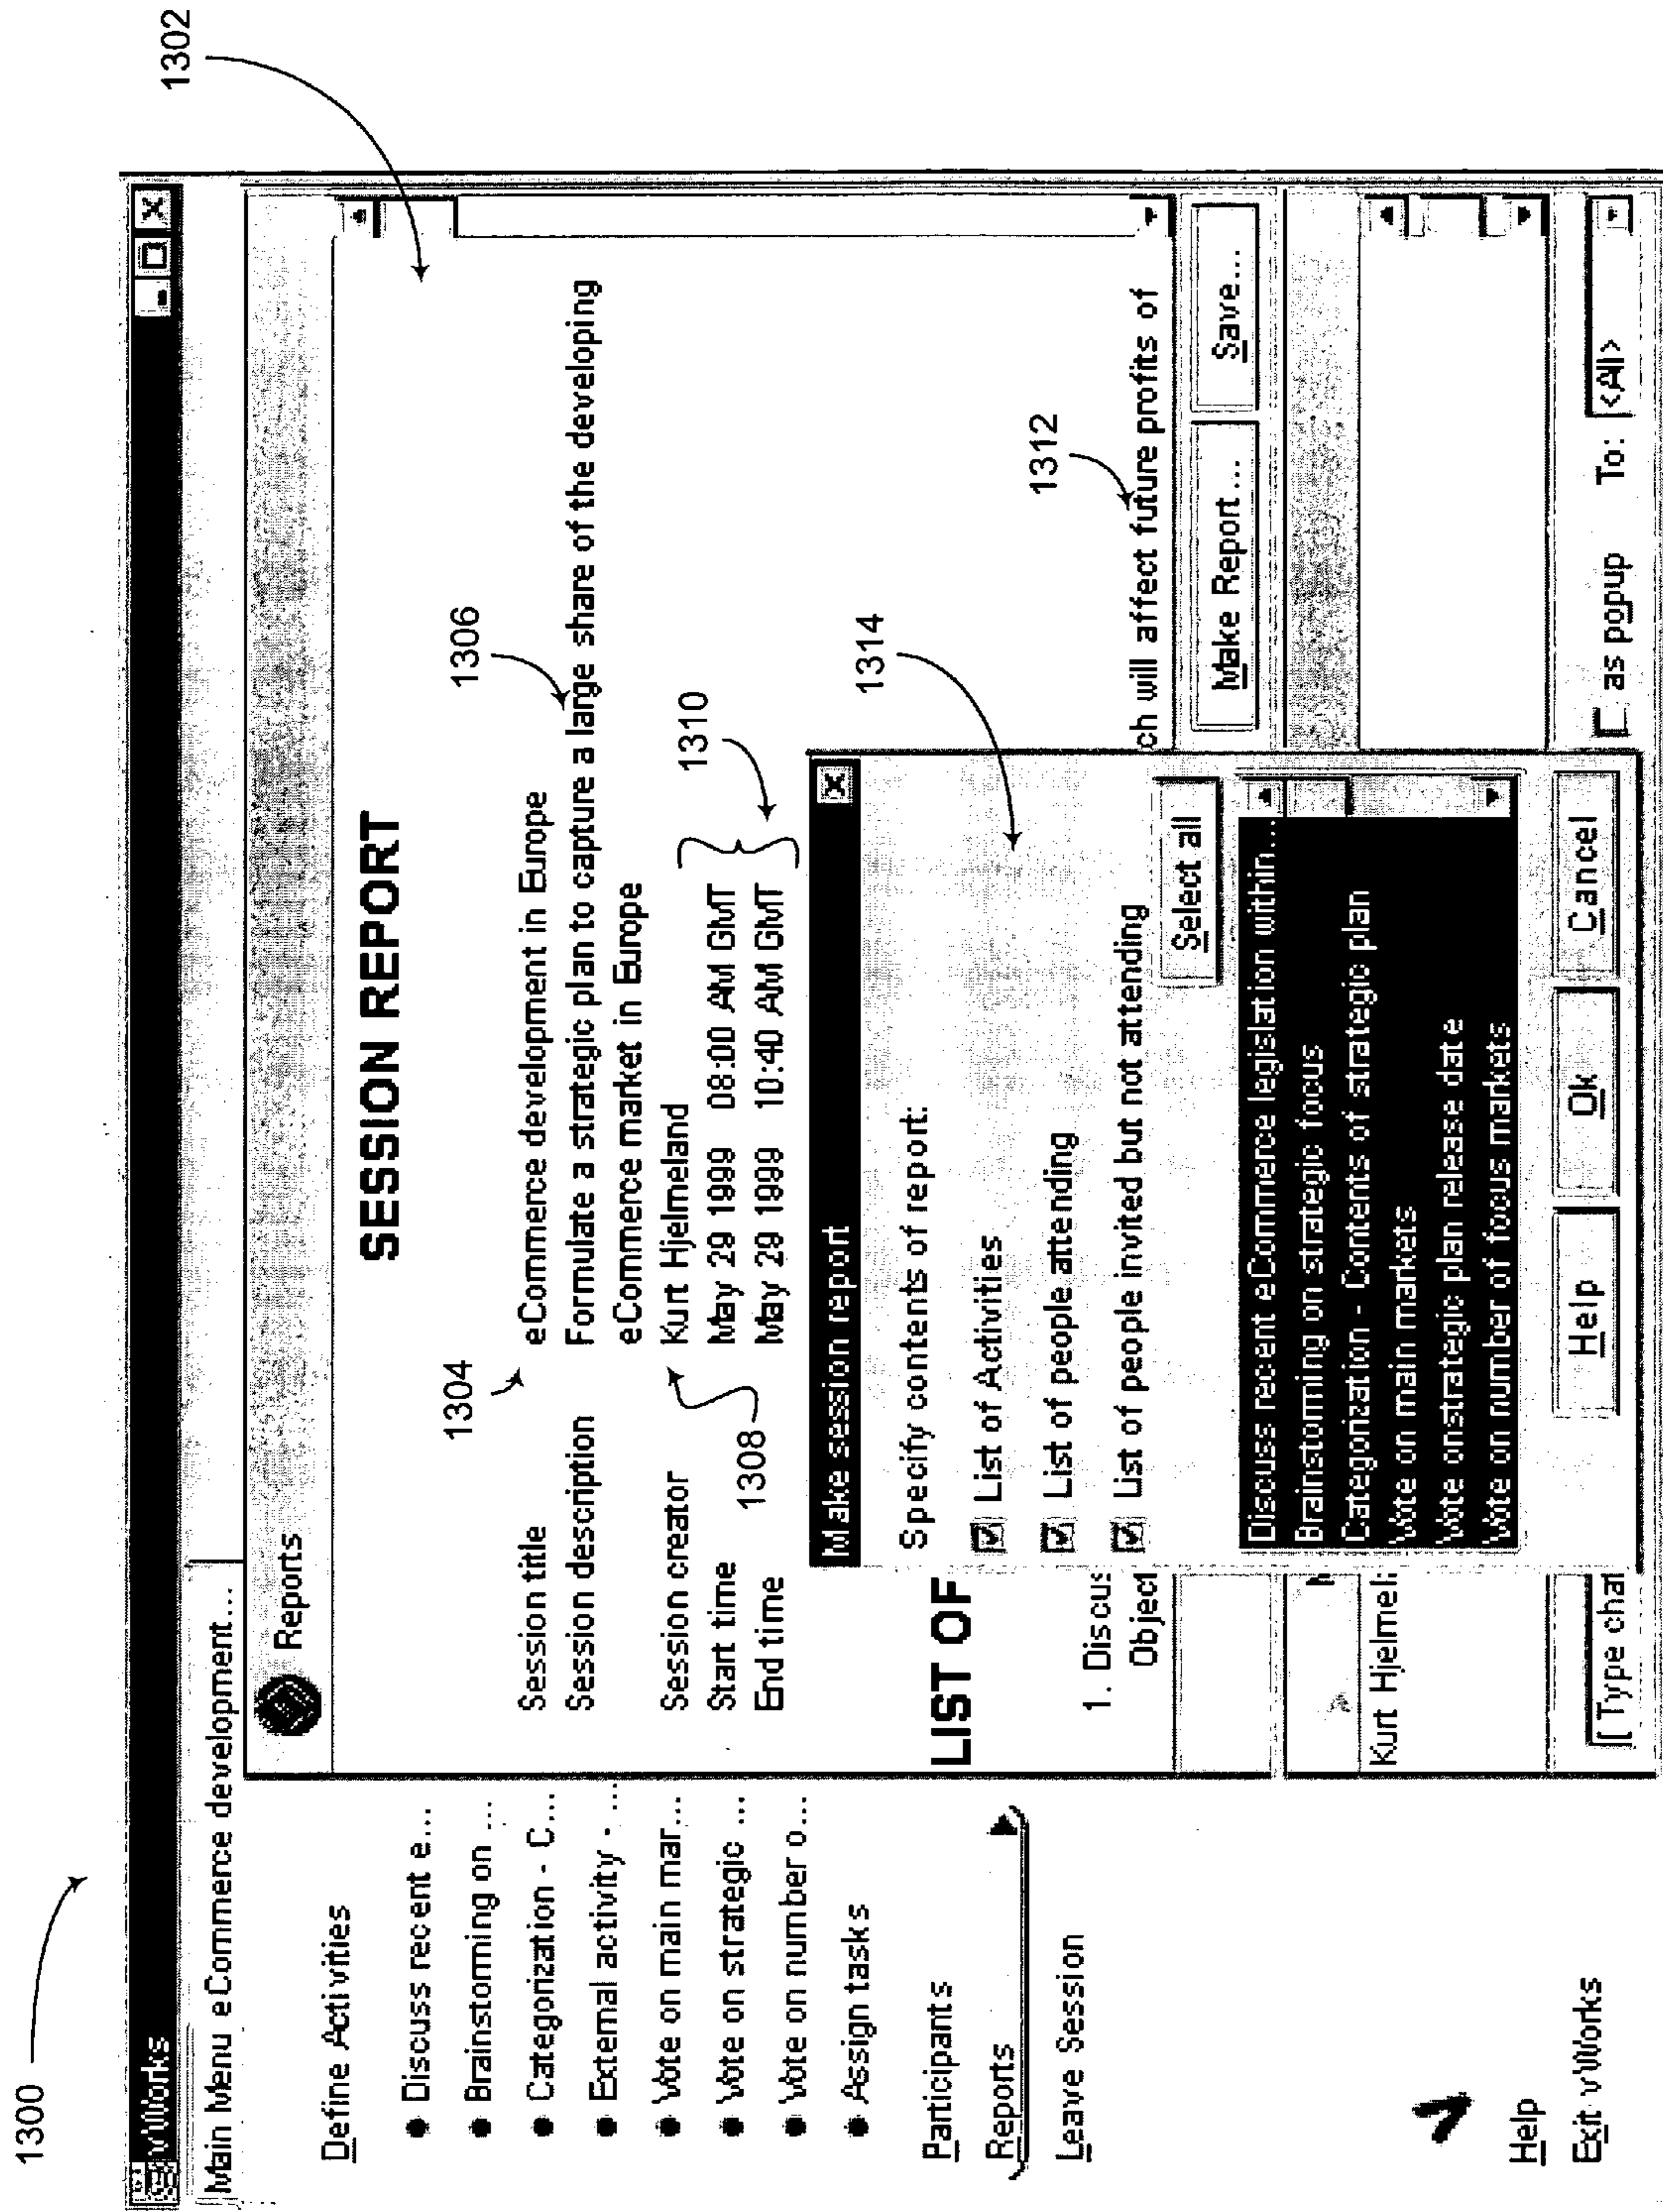 1300
1302
vWorks
Main Menu eCommerce development...
Define Activities
Discuss recent e...
Brainstorming on ...
Categorization - C...
External activity - ...
Vote on main mar...
Vote on strategic ...
Vote on number o...
Assign tasks
Participants
Reports
Leave Session
Help
Exit vWorks
Reports
SESSION REPORT
1304
1306
Session title eCommerce development in Europe
Session description Formulate a strategic plan to capture a large share of the developing
eCommerce market in Europe
Session creator Kurt Hjelmeland
Start time May 29 1999 08:00 AM GMT
End time May 29 1999 10:40 AM GMT
1308
1310
LIST OF
1. Discus
Object
ch will affect future profits of
1312
1314
Make Report... Save...
Make session report
Specify contents of report:
List of Activities
List of people attending
List of people invited but not attending
Select all
Discuss recent eCommerce legislation within...
Brainstorming on strategic focus
Categorization - Contents of strategic plan
Vote on main markets
Vote onstrategic plan release date
Vote on number of focus markets
Help Ok Cancel
Kurt Hjelmel
[Type chat
as popup To: <All>